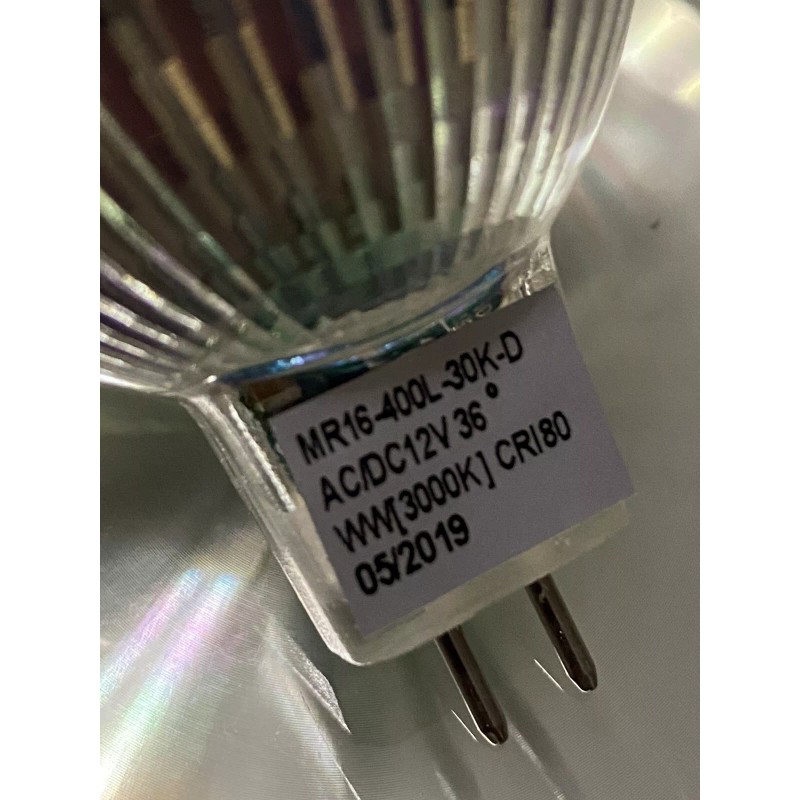 MR16-400L-30K-D
AC/DC12V 36°
WW[3000K] CRI80
05/2019